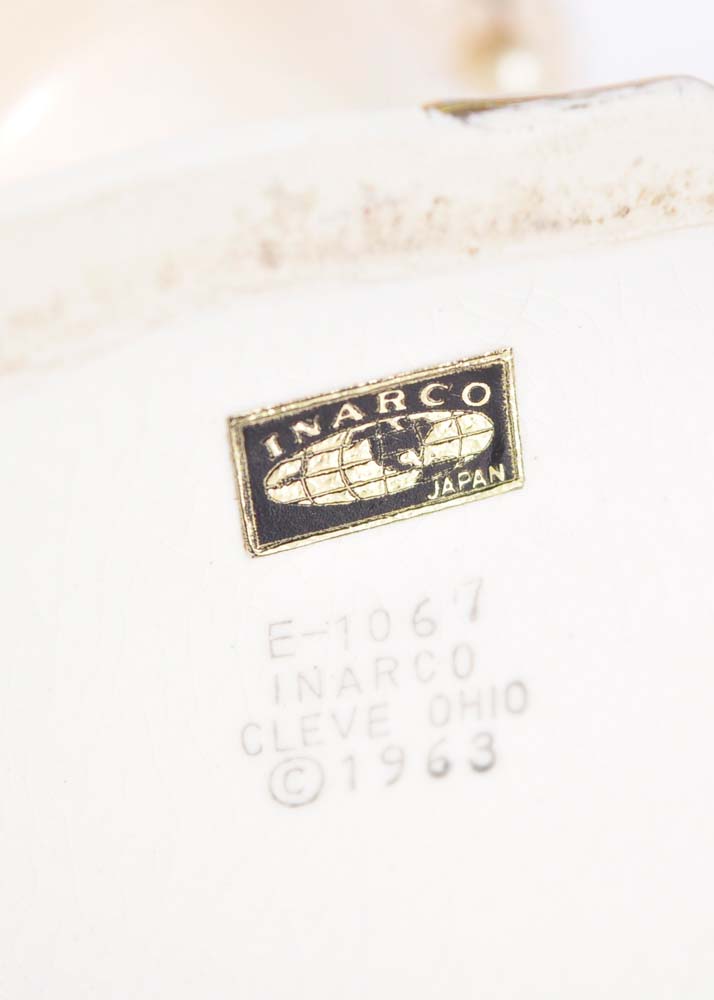 INARCO
JAPAN
E-1067
INARCO
CLEVE OHIO
©1963